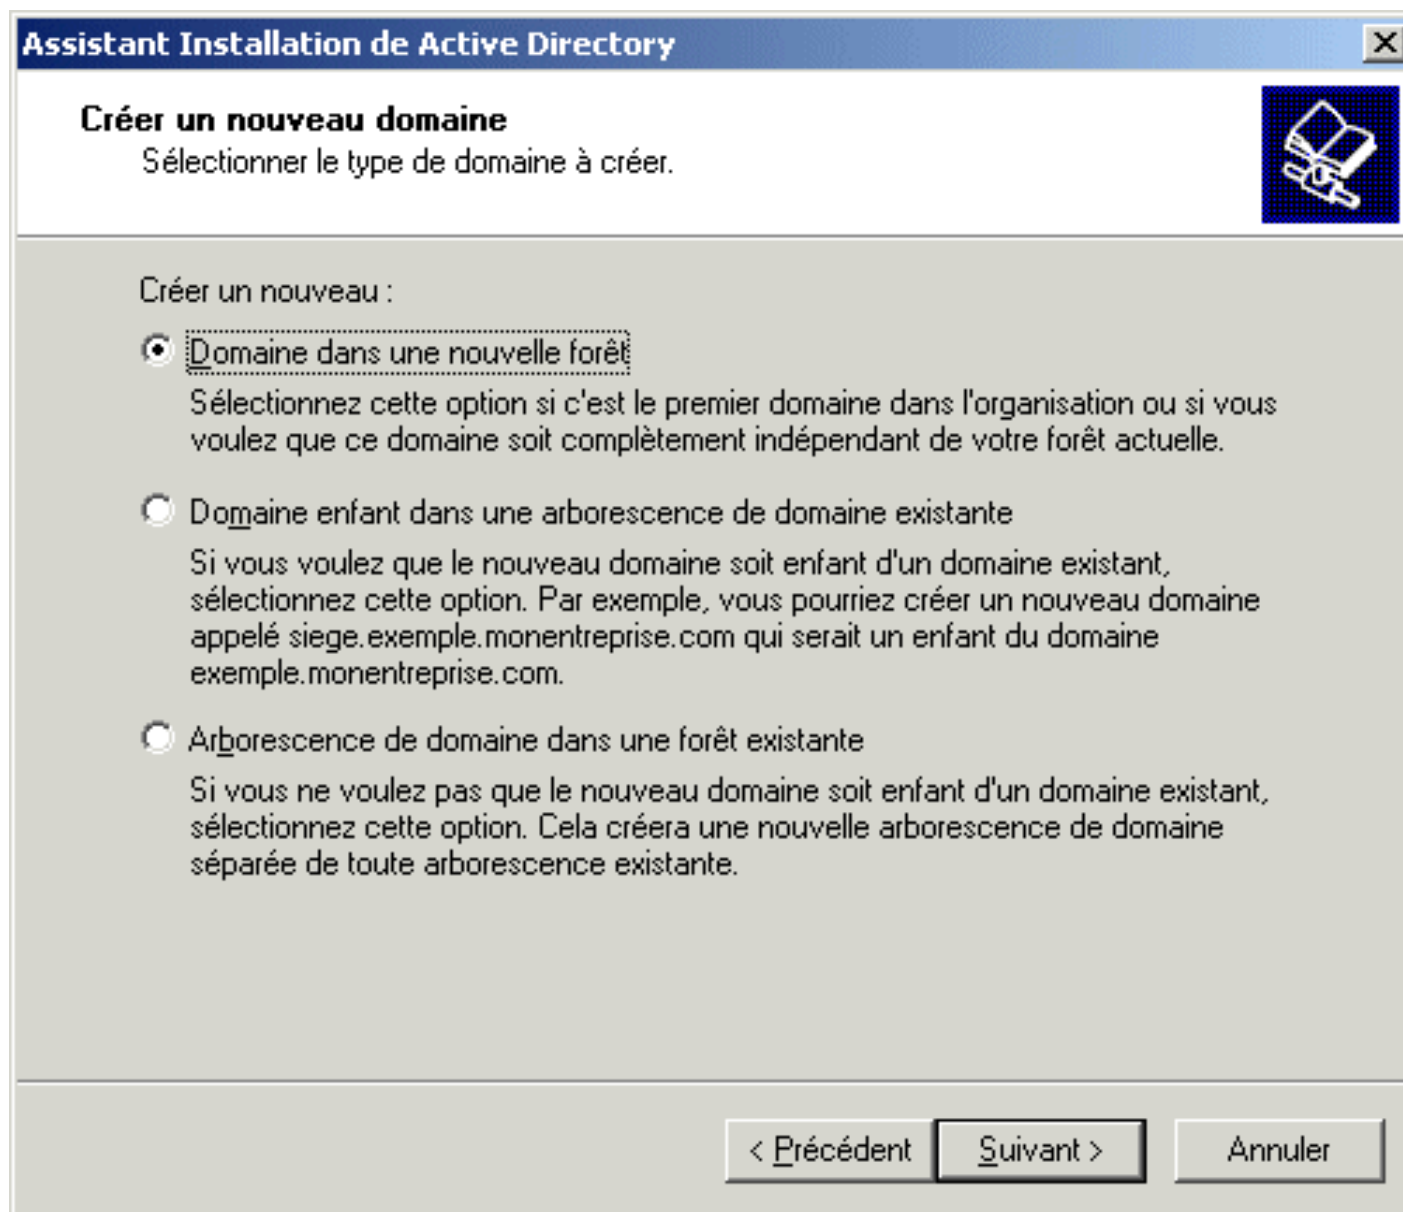 Assistant Installation de Active Directory
Créer un nouveau domaine
Sélectionner le type de domaine à créer.
Créer un nouveau :
Domaine dans une nouvelle forêt
Sélectionnez cette option si c'est le premier domaine dans l'organisation ou si vous
voulez que ce domaine soit complètement indépendant de votre forêt actuelle.
Domaine enfant dans une arborescence de domaine existante
Si vous voulez que le nouveau domaine soit enfant d'un domaine existant,
sélectionnez cette option. Par exemple, vous pourriez créer un nouveau domaine
appelé siege.exemple.monentreprise.com qui serait un enfant du domaine
exemple.monentreprise.com.
Arborescence de domaine dans une forêt existante
Si vous ne voulez pas que le nouveau domaine soit enfant d'un domaine existant,
sélectionnez cette option. Cela créera une nouvelle arborescence de domaine
séparée de toute arborescence existante.
< Précédent Suivant > Annuler